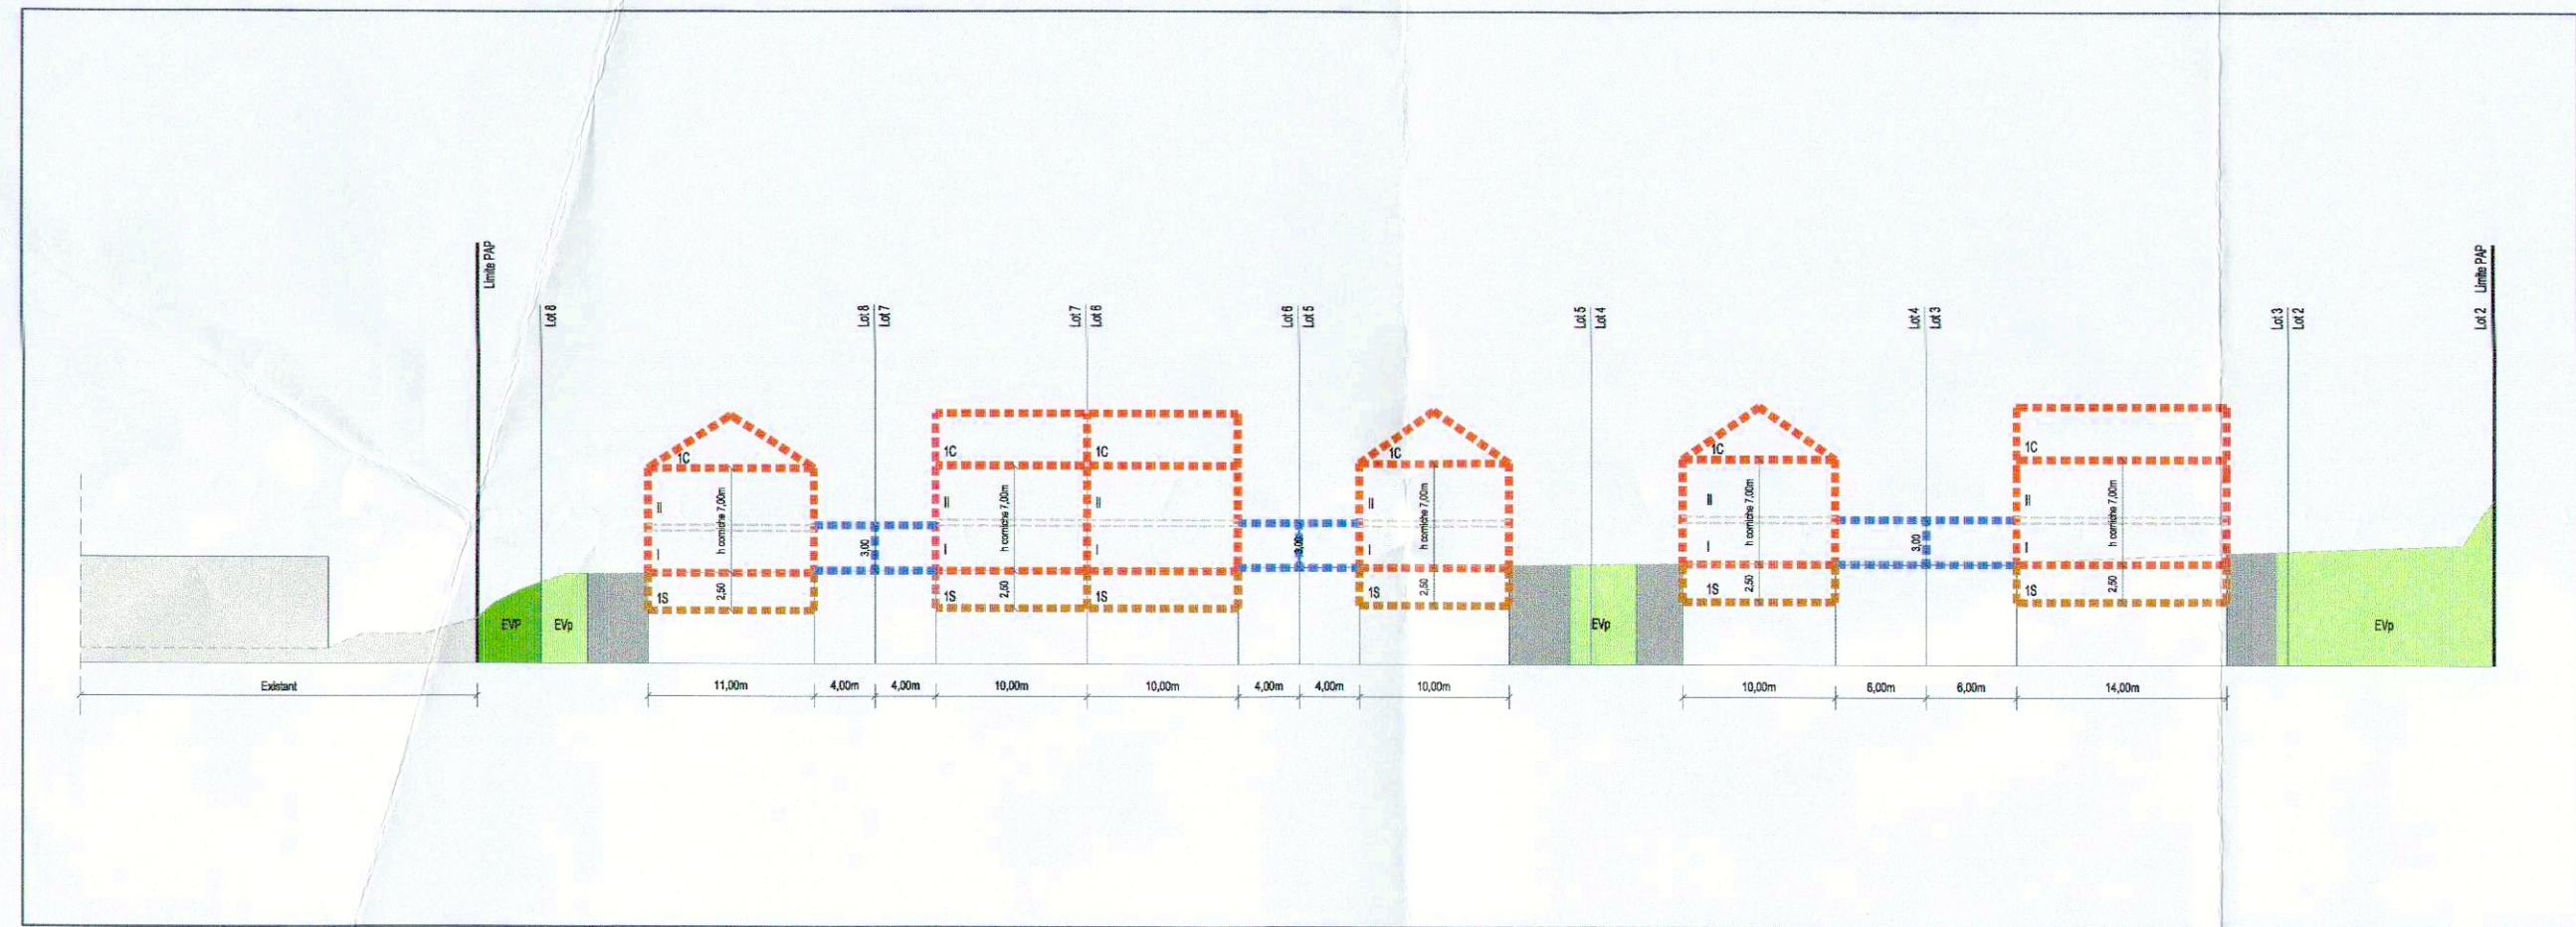 Limite PAP
Lot 8
Lot 8
Lot 7
Lot 7
Lot 6
Lot 6
Lot 5
Lot 5
Lot 4
Lot 4
Lot 3
Lot 3
Lot 2
Lot 2
Limite PAP
1C
II
I
h corniche 7,00m
1S
2,50
3,00
1C
II
I
h corniche 7,00m
1S
2,50
1C
II
I
1S
3,00
1C
II
I
h corniche 7,00m
1S
2,50
1C
II
I
h corniche 7,00m
1S
2,50
3,00
1C
II
I
h corniche 7,00m
1S
2,50
EVP
EVp
EVp
EVp
Existant
11,00m
4,00m
4,00m
10,00m
10,00m
4,00m
4,00m
10,00m
10,00m
6,00m
6,00m
14,00m